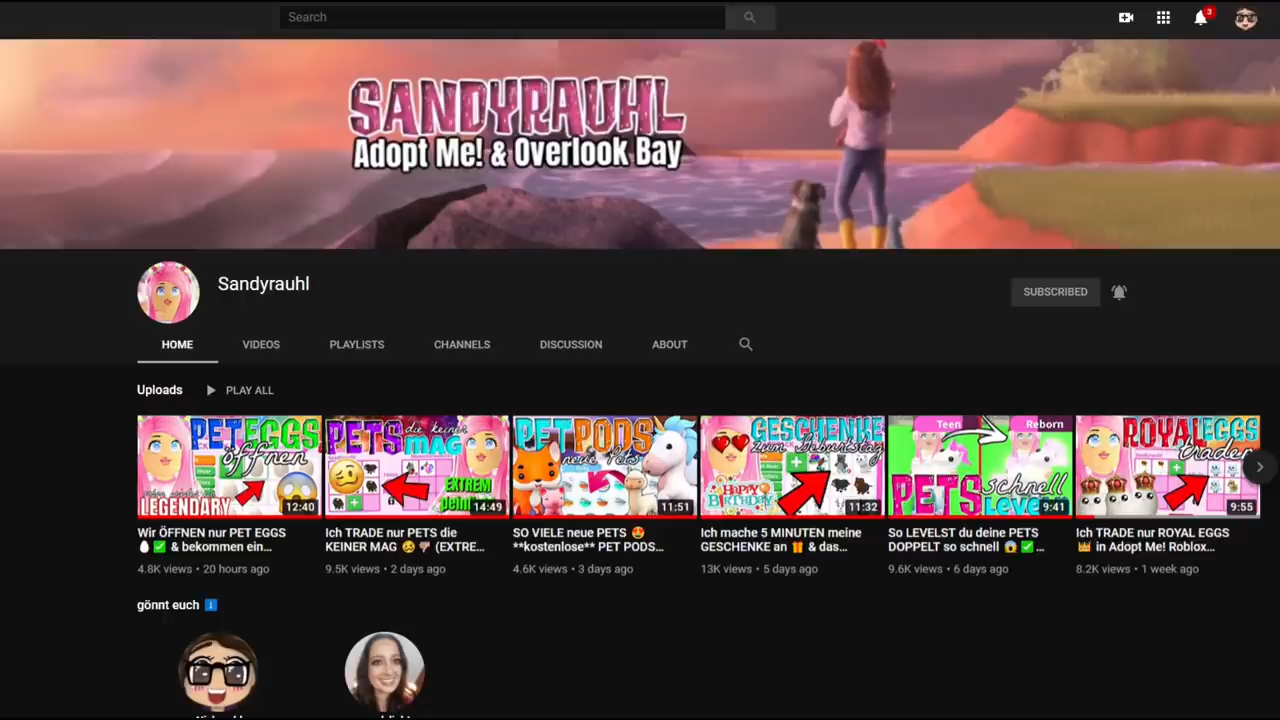 Search
3
SANDYRAUHL
Adopt Me! & Overlook Bay
Sandyrauhl
SUBSCRIBED
HOME
VIDEOS
PLAYLISTS
CHANNELS
DISCUSSION
ABOUT
Uploads
PLAY ALL
PET EGGS
öffnen
LEGENDARY
12:40
PETS die keiner
MAG
EXTREM
peinl
14:49
PET PODS
neue Pets
11:51
GESCHENKE
zum Geburtstag
HAPPY
BIRTHDAY
11:32
Teen
Reborn
PETS schnell
leve
9:41
ROYAL EGGS
traden
9:55
Wir ÖFFNEN nur PET EGGS
🥚✅ & bekommen ein...
4.8K views • 20 hours ago
Ich TRADE nur PETS die
KEINER MAG 😢👎🏼 (EXTRE...
9.5K views • 2 days ago
SO VIELE neue PETS 😍
**kostenlose** PET PODS...
4.6K views • 3 days ago
Ich mache 5 MINUTEN meine
GESCHENKE an 🎁 & das...
13K views • 5 days ago
So LEVELST du deine PETS
DOPPELT so schnell 😱✅ ...
9.6K views • 6 days ago
Ich TRADE nur ROYAL EGGS
👑 in Adopt Me! Roblox...
8.2K views • 1 week ago
gönnt euch ℹ️